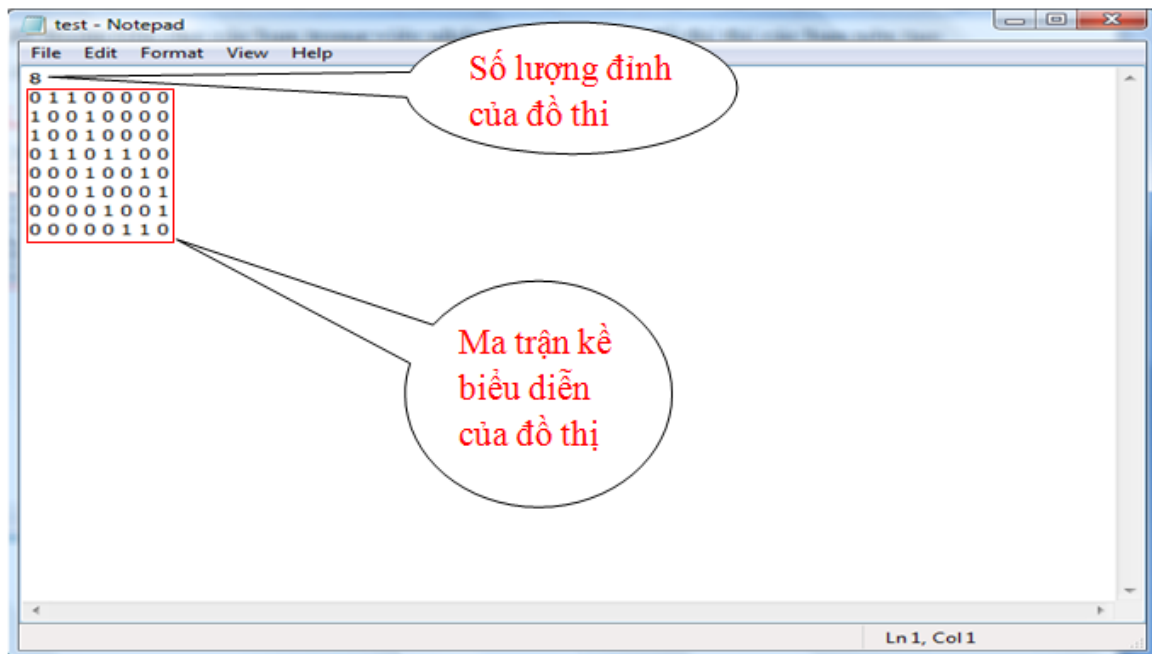 test - Notepad
File Edit Format View Help
8
0 1 1 0 0 0 0 0
1 0 0 1 0 0 0 0
1 0 0 1 0 0 0 0
0 1 1 0 1 1 0 0
0 0 0 1 0 0 1 0
0 0 0 1 0 0 0 1
0 0 0 0 1 0 0 1
0 0 0 0 0 1 1 0
Số lượng đỉnh
của đồ thi
Ma trận kề
biểu diễn
của đồ thị
Ln 1, Col 1